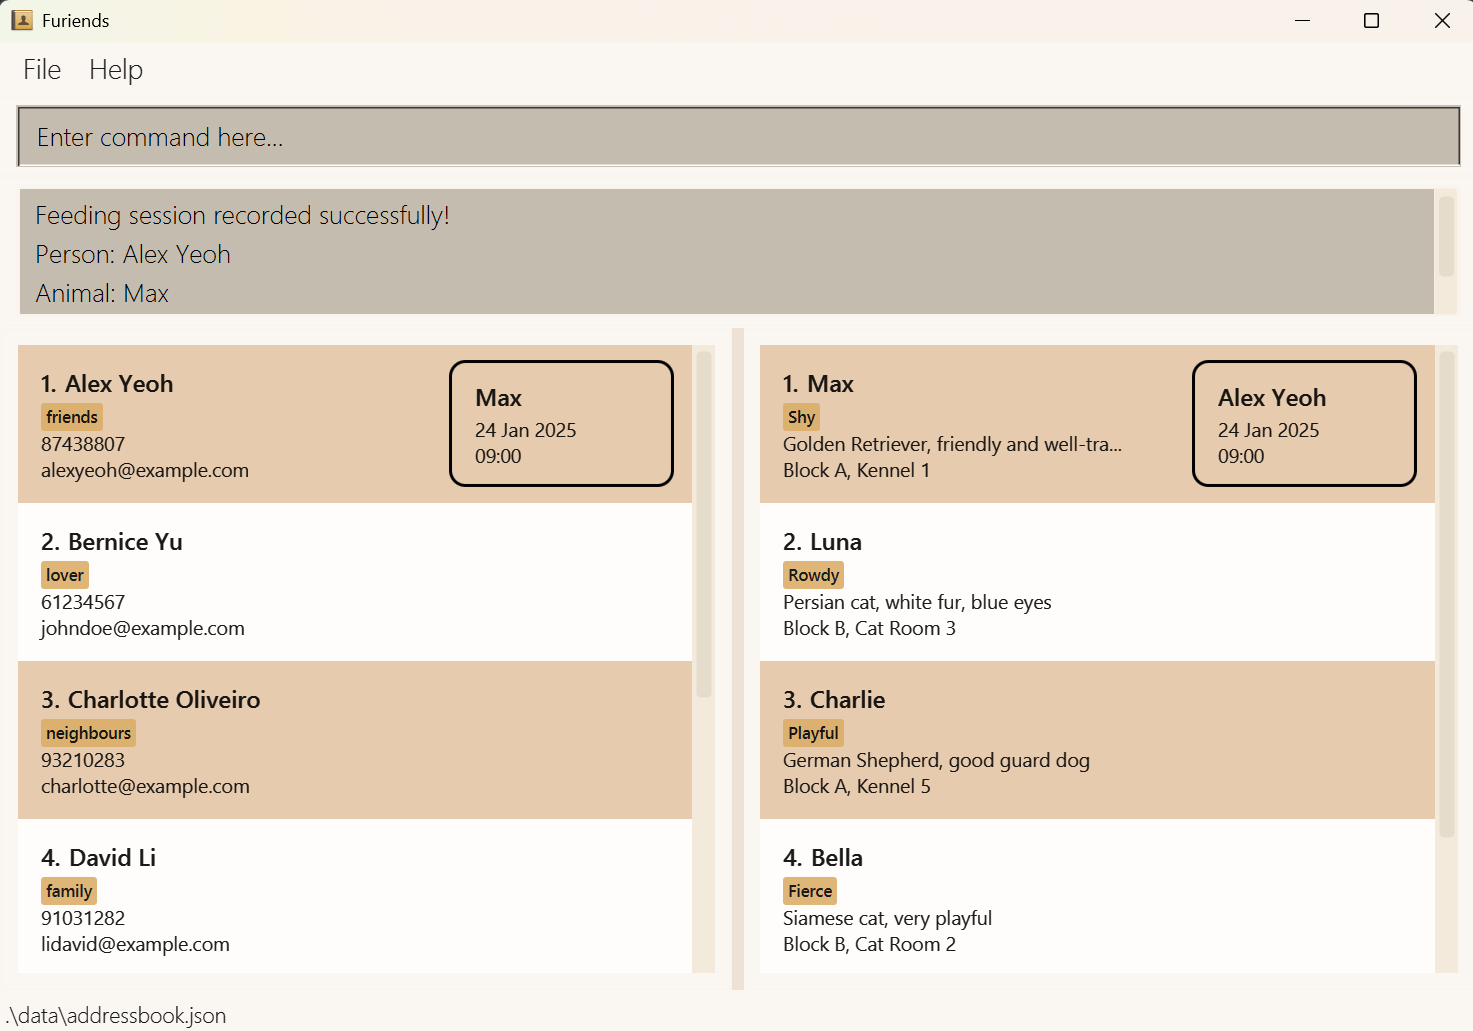 Furiends
File Help
Enter command here...
Feeding session recorded successfully!
Person: Alex Yeoh
Animal: Max
1. Alex Yeoh
friends
87438807
alexyeoh@example.com
Max
24 Jan 2025
09:00
2. Bernice Yu
lover
61234567
johndoe@example.com
3. Charlotte Oliveiro
neighbours
93210283
charlotte@example.com
4. David Li
family
91031282
lidavid@example.com
1. Max
Shy
Golden Retriever, friendly and well-tra...
Block A, Kennel 1
Alex Yeoh
24 Jan 2025
09:00
2. Luna
Rowdy
Persian cat, white fur, blue eyes
Block B, Cat Room 3
3. Charlie
Playful
German Shepherd, good guard dog
Block A, Kennel 5
4. Bella
Fierce
Siamese cat, very playful
Block B, Cat Room 2
.\data\addressbook.json